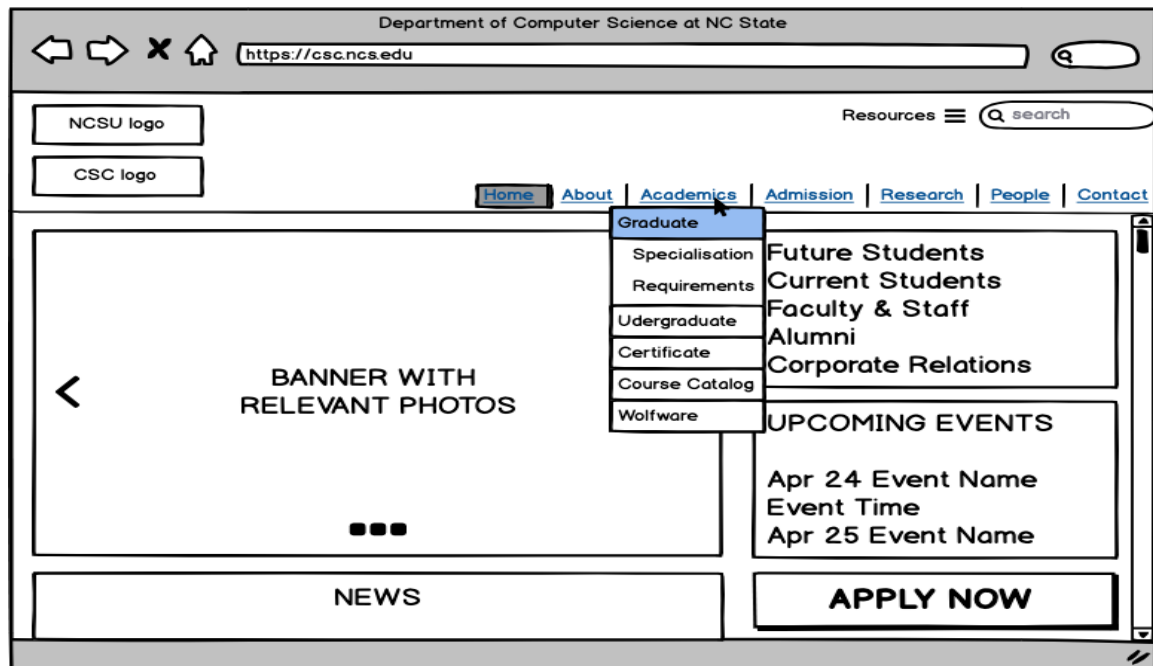 Department of Computer Science at NC State
https://csc.ncs.edu
NCSU logo
Resources
search
CSC logo
Home About Academics Admission Research People Contact
Graduate
Specialisation
Requirements
Udergraduate
Certificate
Course Catalog
Wolfware
BANNER WITH
RELEVANT PHOTOS
Future Students
Current Students
Faculty & Staff
Alumni
Corporate Relations
UPCOMING EVENTS
Apr 24 Event Name
Event Time
Apr 25 Event Name
NEWS
APPLY NOW